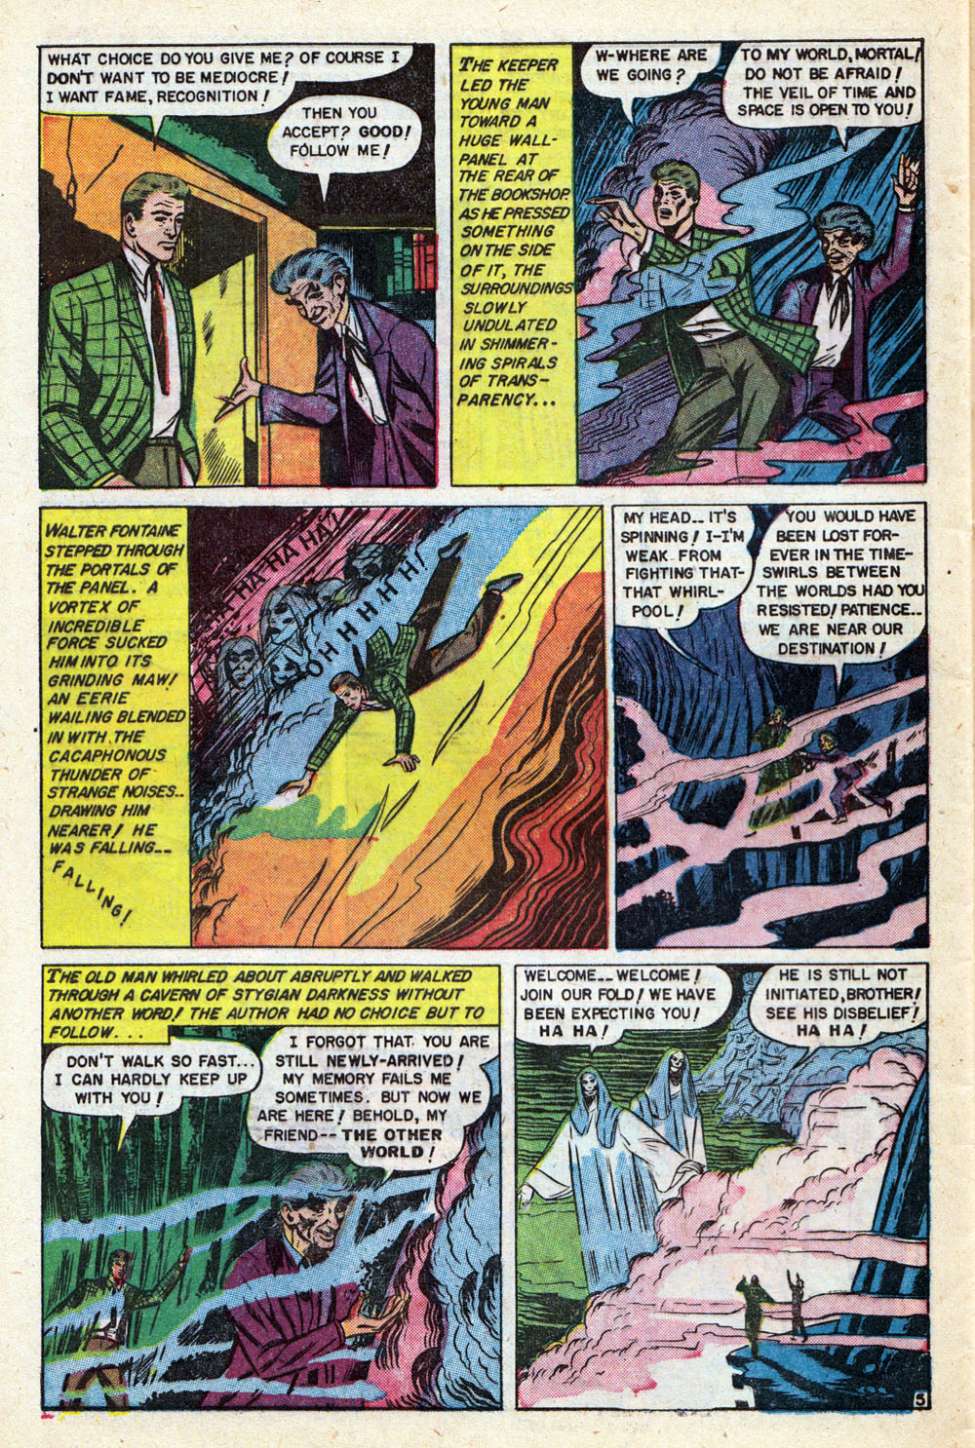 WHAT CHOICE DO YOU GIVE ME? OF COURSE I
DON'T WANT TO BE MEDIOCRE!
I WANT FAME, RECOGNITION!
THEN YOU
ACCEPT? GOOD!
FOLLOW ME!
THE KEEPER
LED THE
YOUNG MAN
TOWARD A
HUGE WALL-
PANEL AT
THE REAR OF
THE BOOKSHOP.
AS HE PRESSED
SOMETHING
ON THE SIDE
OF IT, THE
SURROUNDINGS
SLOWLY
UNDULATED
IN SHIMMER-
ING SPIRALS
OF TRANS-
PARENCY...
W-WHERE ARE
WE GOING?
TO MY WORLD, MORTAL!
DO NOT BE AFRAID!
THE VEIL OF TIME AND
SPACE IS OPEN TO YOU!
WALTER FONTAINE
STEPPED THROUGH
THE PORTALS OF
THE PANEL. A
VORTEX OF
INCREDIBLE
FORCE SUCKED
HIM INTO ITS
GRINDING MAW!
AN EERIE
WAILING BLENDED
IN WITH THE
CACAPHONOUS
THUNDER OF
STRANGE NOISES..
DRAWING HIM
NEARER! HE
WAS FALLING--
FALLING!
HA HA HA HA HA!
OHHHHH!
MY HEAD.. IT'S
SPINNING! I-I'M
WEAK FROM
FIGHTING THAT-
THAT WHIRL-
POOL!
YOU WOULD HAVE
BEEN LOST FOR-
EVER IN THE TIME-
SWIRLS BETWEEN
THE WORLDS HAD YOU
RESISTED! PATIENCE..
WE ARE NEAR OUR
DESTINATION!
THE OLD MAN WHIRLED ABOUT ABRUPTLY AND WALKED
THROUGH A CAVERN OF STYGIAN DARKNESS WITHOUT
ANOTHER WORD! THE AUTHOR HAD NO CHOICE BUT TO
FOLLOW...
DON'T WALK SO FAST...
I CAN HARDLY KEEP UP
WITH YOU!
I FORGOT THAT YOU ARE
STILL NEWLY-ARRIVED!
MY MEMORY FAILS ME
SOMETIMES. BUT NOW WE
ARE HERE! BEHOLD, MY
FRIEND-- THE OTHER
WORLD!
WELCOME... WELCOME!
JOIN OUR FOLD! WE HAVE
BEEN EXPECTING YOU!
HA HA!
HE IS STILL NOT
INITIATED, BROTHER!
SEE HIS DISBELIEF!
HA HA!
5